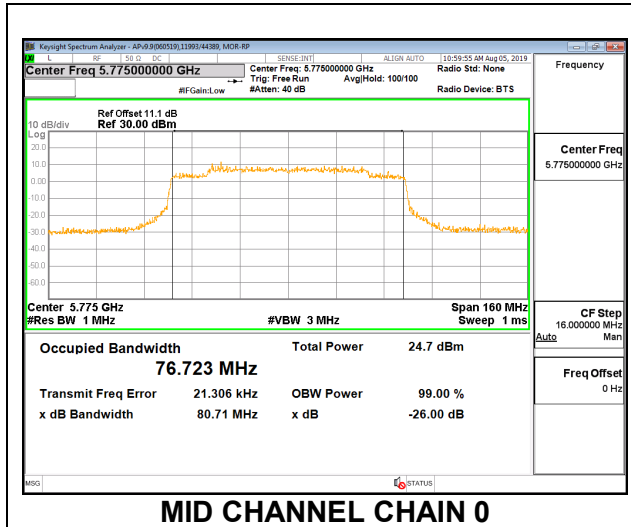 Keysight Spectrum Analyzer - APv9.9(060519),11993/44389, MOR-RP
L RF 50 Ω DC SENSE:INT ALIGN AUTO 10:59:55 AM Aug 05, 2019
Center Freq 5.775000000 GHz Center Freq: 5.775000000 GHz Radio Std: None Frequency
Trig: Free Run Avg|Hold: 100/100
#IFGain:Low #Atten: 40 dB Radio Device: BTS
Ref Offset 11.1 dB
10 dB/div Ref 30.00 dBm
Log
20.0
10.0
0.00
-10.0
-20.0
-30.0
-40.0
-50.0
-60.0
Center Freq
5.775000000 GHz
Center 5.775 GHz Span 160 MHz
#Res BW 1 MHz #VBW 3 MHz Sweep 1 ms
CF Step
16.000000 MHz
Auto Man
Occupied Bandwidth Total Power 24.7 dBm
76.723 MHz
Transmit Freq Error 21.306 kHz OBW Power 99.00 %
x dB Bandwidth 80.71 MHz x dB -26.00 dB
Freq Offset
0 Hz
MSG STATUS
MID CHANNEL CHAIN 0